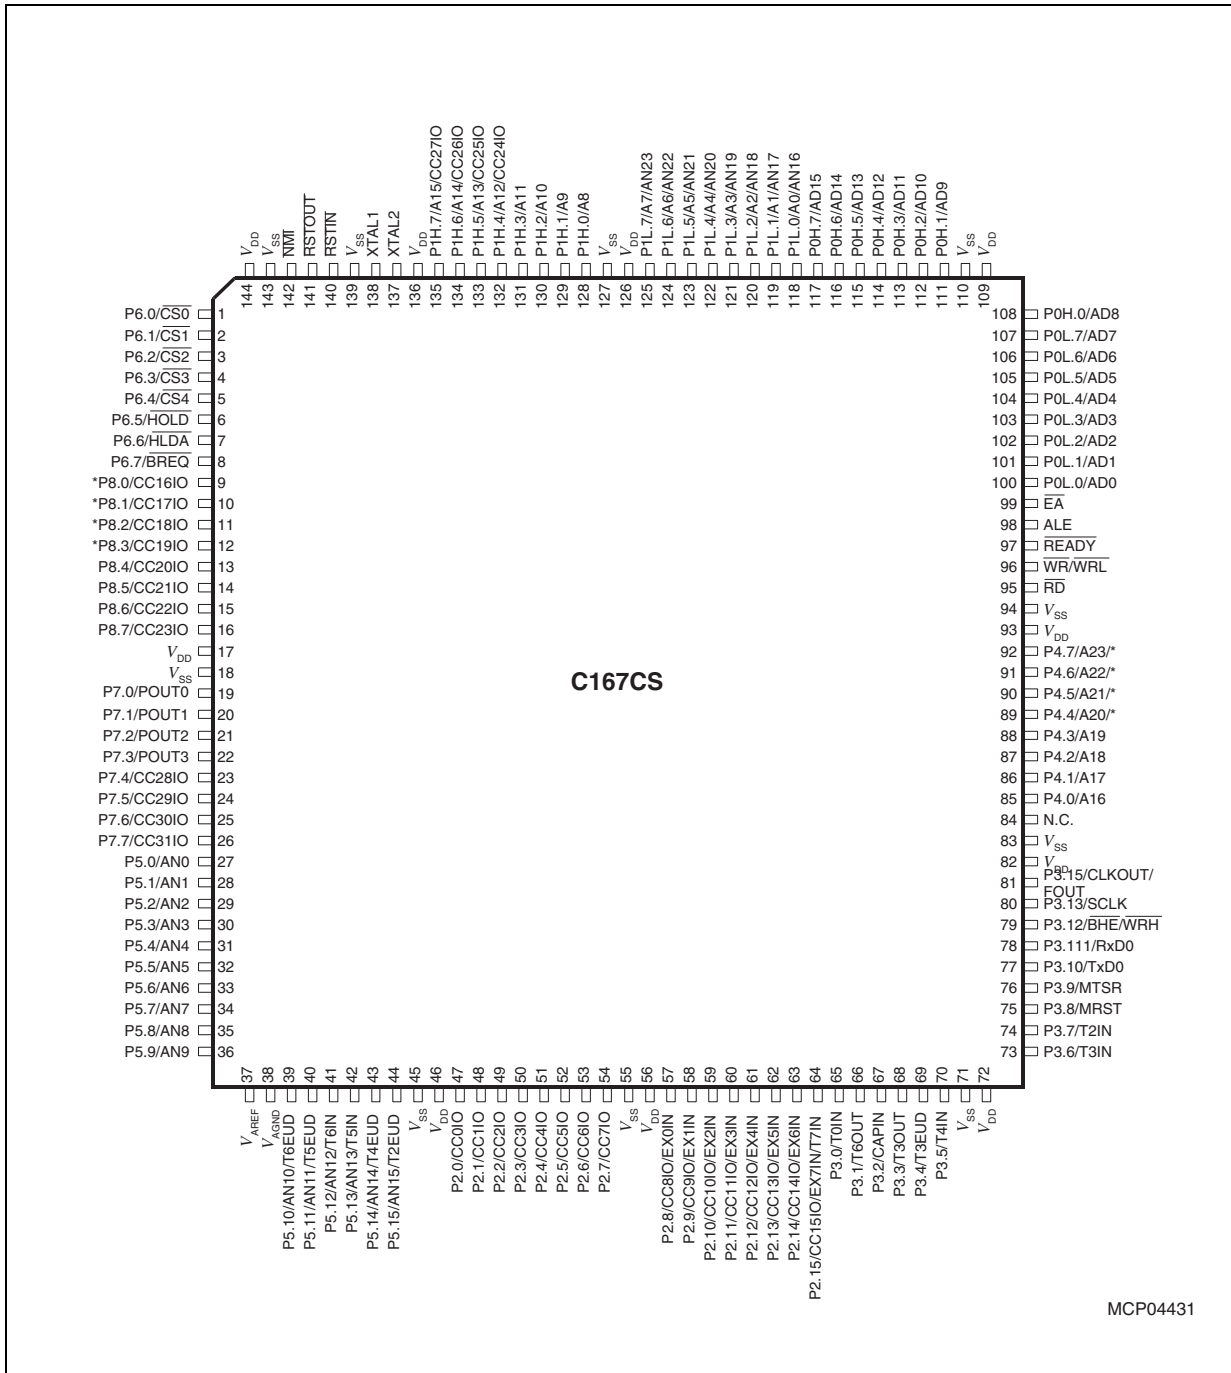 144 V_DD
143 V_SS
142 NMI
141 RSTOUT
140 RSTIN
139 V_SS
138 XTAL1
137 XTAL2
136 V_DD
135 P1H.7/A15/CC27IO
134 P1H.6/A14/CC26IO
133 P1H.5/A13/CC25IO
132 P1H.4/A12/CC24IO
131 P1H.3/A11
130 P1H.2/A10
129 P1H.1/A9
128 P1H.0/A8
127 V_SS
126 V_DD
125 P1L.7/A7/AN23
124 P1L.6/A6/AN22
123 P1L.5/A5/AN21
122 P1L.4/A4/AN20
121 P1L.3/A3/AN19
120 P1L.2/A2/AN18
119 P1L.1/A1/AN17
118 P1L.0/A0/AN16
117 P0H.7/AD15
116 P0H.6/AD14
115 P0H.5/AD13
114 P0H.4/AD12
113 P0H.3/AD11
112 P0H.2/AD10
111 P0H.1/AD9
110 V_SS
109 V_DD
P6.0/CS0 1
P6.1/CS1 2
P6.2/CS2 3
P6.3/CS3 4
P6.4/CS4 5
P6.5/HOLD 6
P6.6/HLDA 7
P6.7/BREQ 8
*P8.0/CC16IO 9
*P8.1/CC17IO 10
*P8.2/CC18IO 11
*P8.3/CC19IO 12
P8.4/CC20IO 13
P8.5/CC21IO 14
P8.6/CC22IO 15
P8.7/CC23IO 16
V_DD 17
V_SS 18
P7.0/POUT0 19
P7.1/POUT1 20
P7.2/POUT2 21
P7.3/POUT3 22
P7.4/CC28IO 23
P7.5/CC29IO 24
P7.6/CC30IO 25
P7.7/CC31IO 26
P5.0/AN0 27
P5.1/AN1 28
P5.2/AN2 29
P5.3/AN3 30
P5.4/AN4 31
P5.5/AN5 32
P5.6/AN6 33
P5.7/AN7 34
P5.8/AN8 35
P5.9/AN9 36
C167CS
108 P0H.0/AD8
107 P0L.7/AD7
106 P0L.6/AD6
105 P0L.5/AD5
104 P0L.4/AD4
103 P0L.3/AD3
102 P0L.2/AD2
101 P0L.1/AD1
100 P0L.0/AD0
99 EA
98 ALE
97 READY
96 WR/WRL
95 RD
94 V_SS
93 V_DD
92 P4.7/A23/*
91 P4.6/A22/*
90 P4.5/A21/*
89 P4.4/A20/*
88 P4.3/A19
87 P4.2/A18
86 P4.1/A17
85 P4.0/A16
84 N.C.
83 V_SS
82 V_DD
81 P3.15/CLKOUT/
FOUT
80 P3.13/SCLK
79 P3.12/BHE/WRH
78 P3.111/RxD0
77 P3.10/TxD0
76 P3.9/MTSR
75 P3.8/MRST
74 P3.7/T2IN
73 P3.6/T3IN
37 V_AREF
38 V_AGND
39 P5.10/AN10/T6EUD
40 P5.11/AN11/T5EUD
41 P5.12/AN12/T6IN
42 P5.13/AN13/T5IN
43 P5.14/AN14/T4EUD
44 P5.15/AN15/T2EUD
45 V_SS
46 V_DD
47 P2.0/CC0IO
48 P2.1/CC1IO
49 P2.2/CC2IO
50 P2.3/CC3IO
51 P2.4/CC4IO
52 P2.5/CC5IO
53 P2.6/CC6IO
54 P2.7/CC7IO
55 V_SS
56 V_DD
57 P2.8/CC8IO/EX0IN
58 P2.9/CC9IO/EX1IN
59 P2.10/CC10IO/EX2IN
60 P2.11/CC11IO/EX3IN
61 P2.12/CC12IO/EX4IN
62 P2.13/CC13IO/EX5IN
63 P2.14/CC14IO/EX6IN
64 P2.15/CC15IO/EX7IN/T7IN
65 P3.0/T0IN
66 P3.1/T6OUT
67 P3.2/CAPIN
68 P3.3/T3OUT
69 P3.4/T3EUD
70 P3.5/T4IN
71 V_SS
72 V_DD
MCP04431